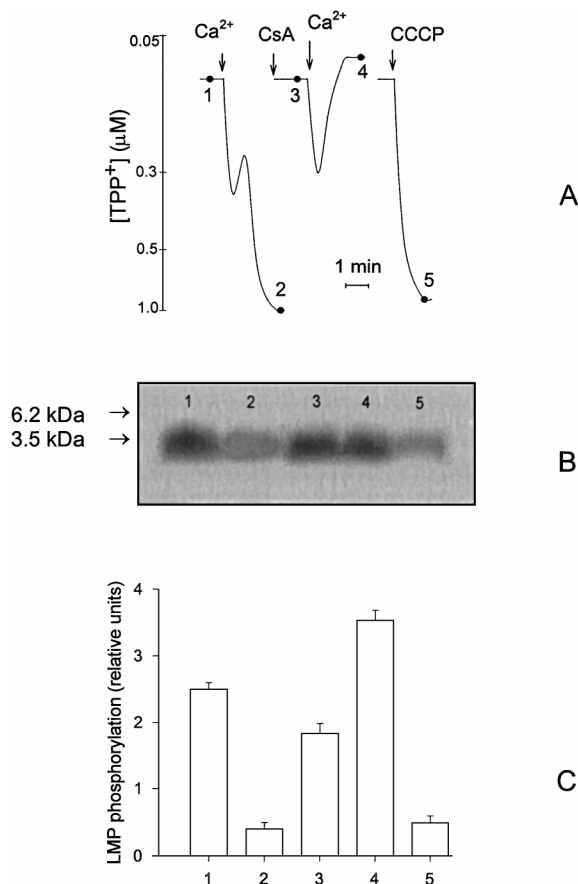 Ca2+ CsA Ca2+ CCCP
0.05
1 3 4
0.3
[TPP+] (μM)
A
0.5
1 min
2 5
1.0
1 2 3 4 5
6.2 kDa →
3.5 kDa →
B
4
3
2
1
0
LMP phosphorylation (relative units)
C
1 2 3 4 5